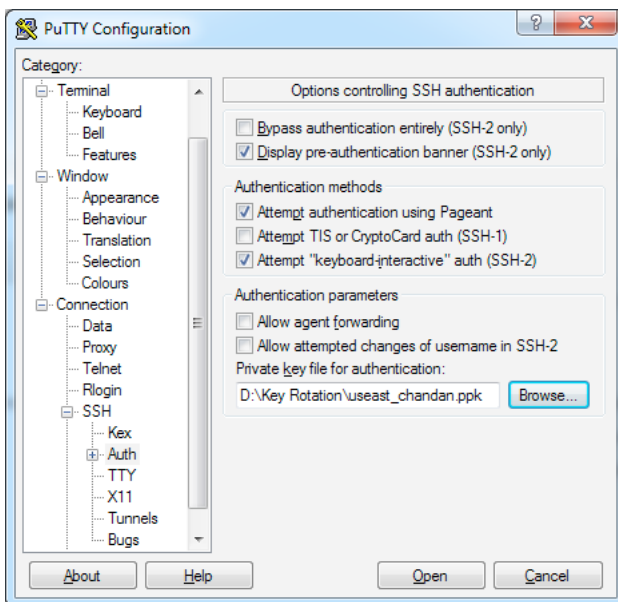 PuTTY Configuration
Category:
Terminal
Keyboard
Bell
Features
Window
Appearance
Behaviour
Translation
Selection
Colours
Connection
Data
Proxy
Telnet
Rlogin
SSH
Kex
Auth
TTY
X11
Tunnels
Bugs
Options controlling SSH authentication
Bypass authentication entirely (SSH-2 only)
Display pre-authentication banner (SSH-2 only)
Authentication methods
Attempt authentication using Pageant
Attempt TIS or CryptoCard auth (SSH-1)
Attempt "keyboard-interactive" auth (SSH-2)
Authentication parameters
Allow agent forwarding
Allow attempted changes of username in SSH-2
Private key file for authentication:
D:\Key Rotation\useast_chandan.ppk Browse...
About Help Open Cancel